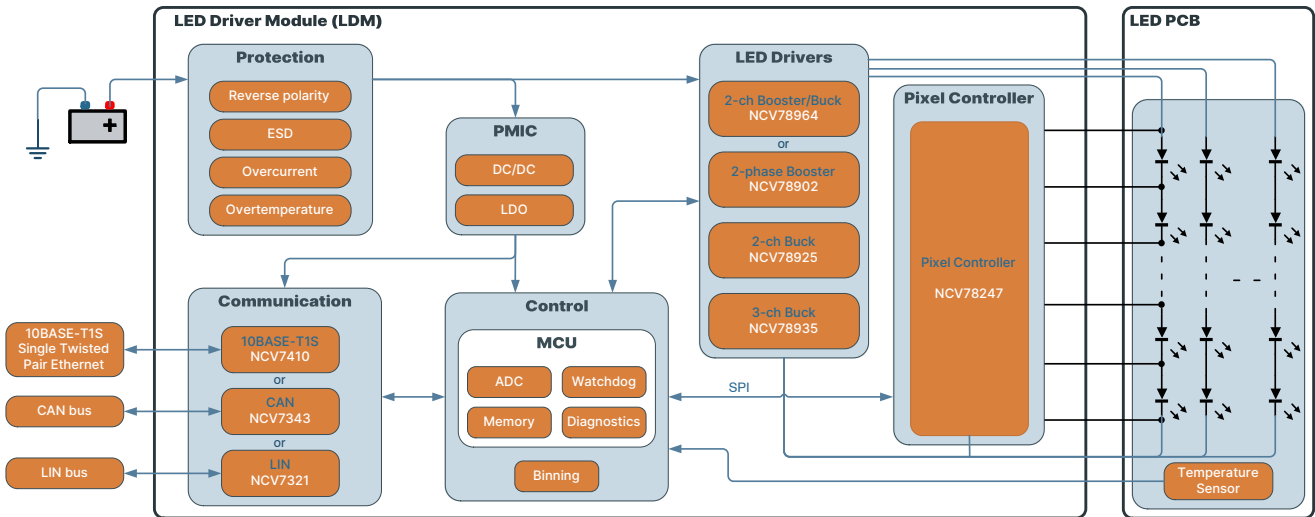 LED Driver Module (LDM)
LED PCB
Protection
Reverse polarity
ESD
Overcurrent
Overtemperature
+
PMIC
DC/DC
LDO
LED Drivers
2-ch Booster/Buck
NCV78964
or
2-phase Booster
NCV78902
2-ch Buck
NCV78925
3-ch Buck
NCV78935
Pixel Controller
Pixel Controller
NCV78247
Communication
10BASE-T1S
NCV7410
or
CAN
NCV7343
or
LIN
NCV7321
10BASE-T1S
Single Twisted
Pair Ethernet
CAN bus
LIN bus
Control
MCU
ADC
Watchdog
Memory
Diagnostics
Binning
SPI
Temperature
Sensor